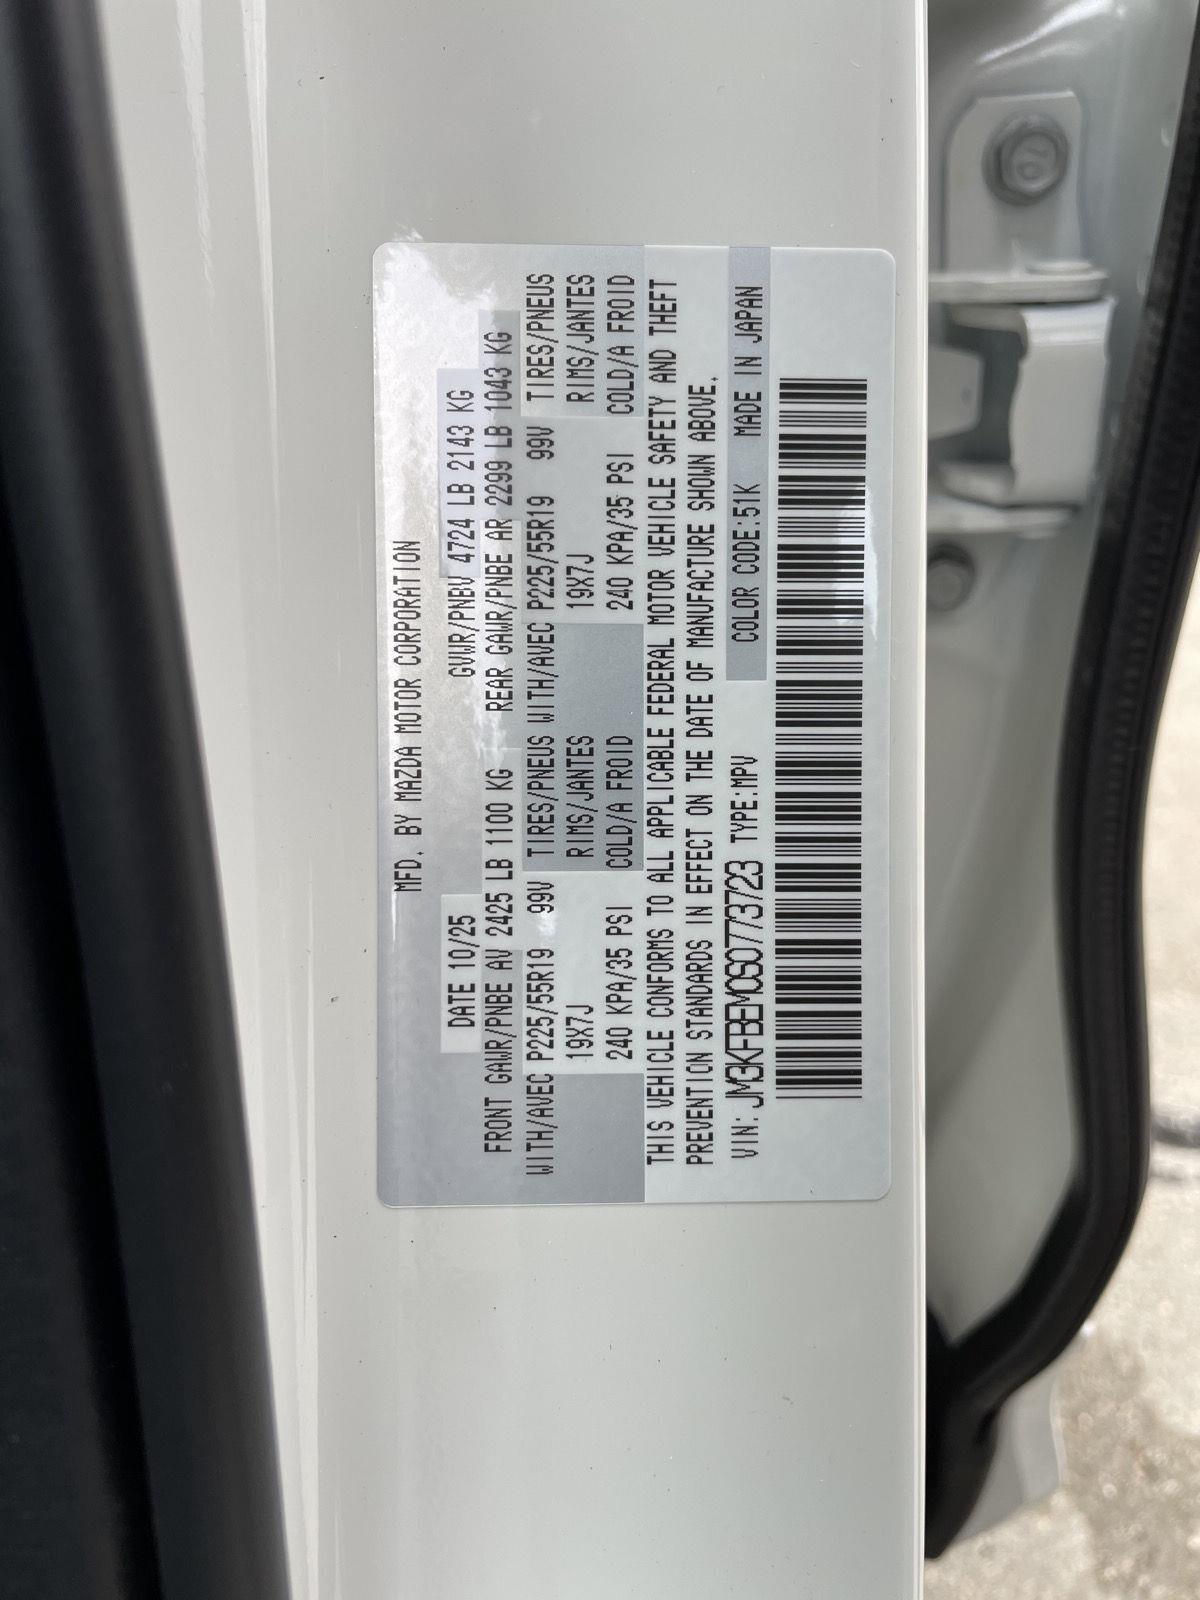 MFD. BY MAZDA MOTOR CORPORATION
DATE 10/25 GVWR/PNBV 4724 LB 2143 KG
FRONT GAWR/PNBE AV 2425 LB 1100 KG REAR GAWR/PNBE AR 2299 LB 1043 KG
WITH/AVEC P225/55R19 99V TIRES/PNEUS WITH/AVEC P225/55R19 99V TIRES/PNEUS
19X7J RIMS/JANTES 19X7J RIMS/JANTES
240 KPA/35 PSI COLD/A FROID 240 KPA/35 PSI COLD/A FROID
THIS VEHICLE CONFORMS TO ALL APPLICABLE FEDERAL MOTOR VEHICLE SAFETY AND THEFT
PREVENTION STANDARDS IN EFFECT ON THE DATE OF MANUFACTURE SHOWN ABOVE.
VIN: JM3KFBEM0S0773723 TYPE:MPV COLOR CODE:51K MADE IN JAPAN